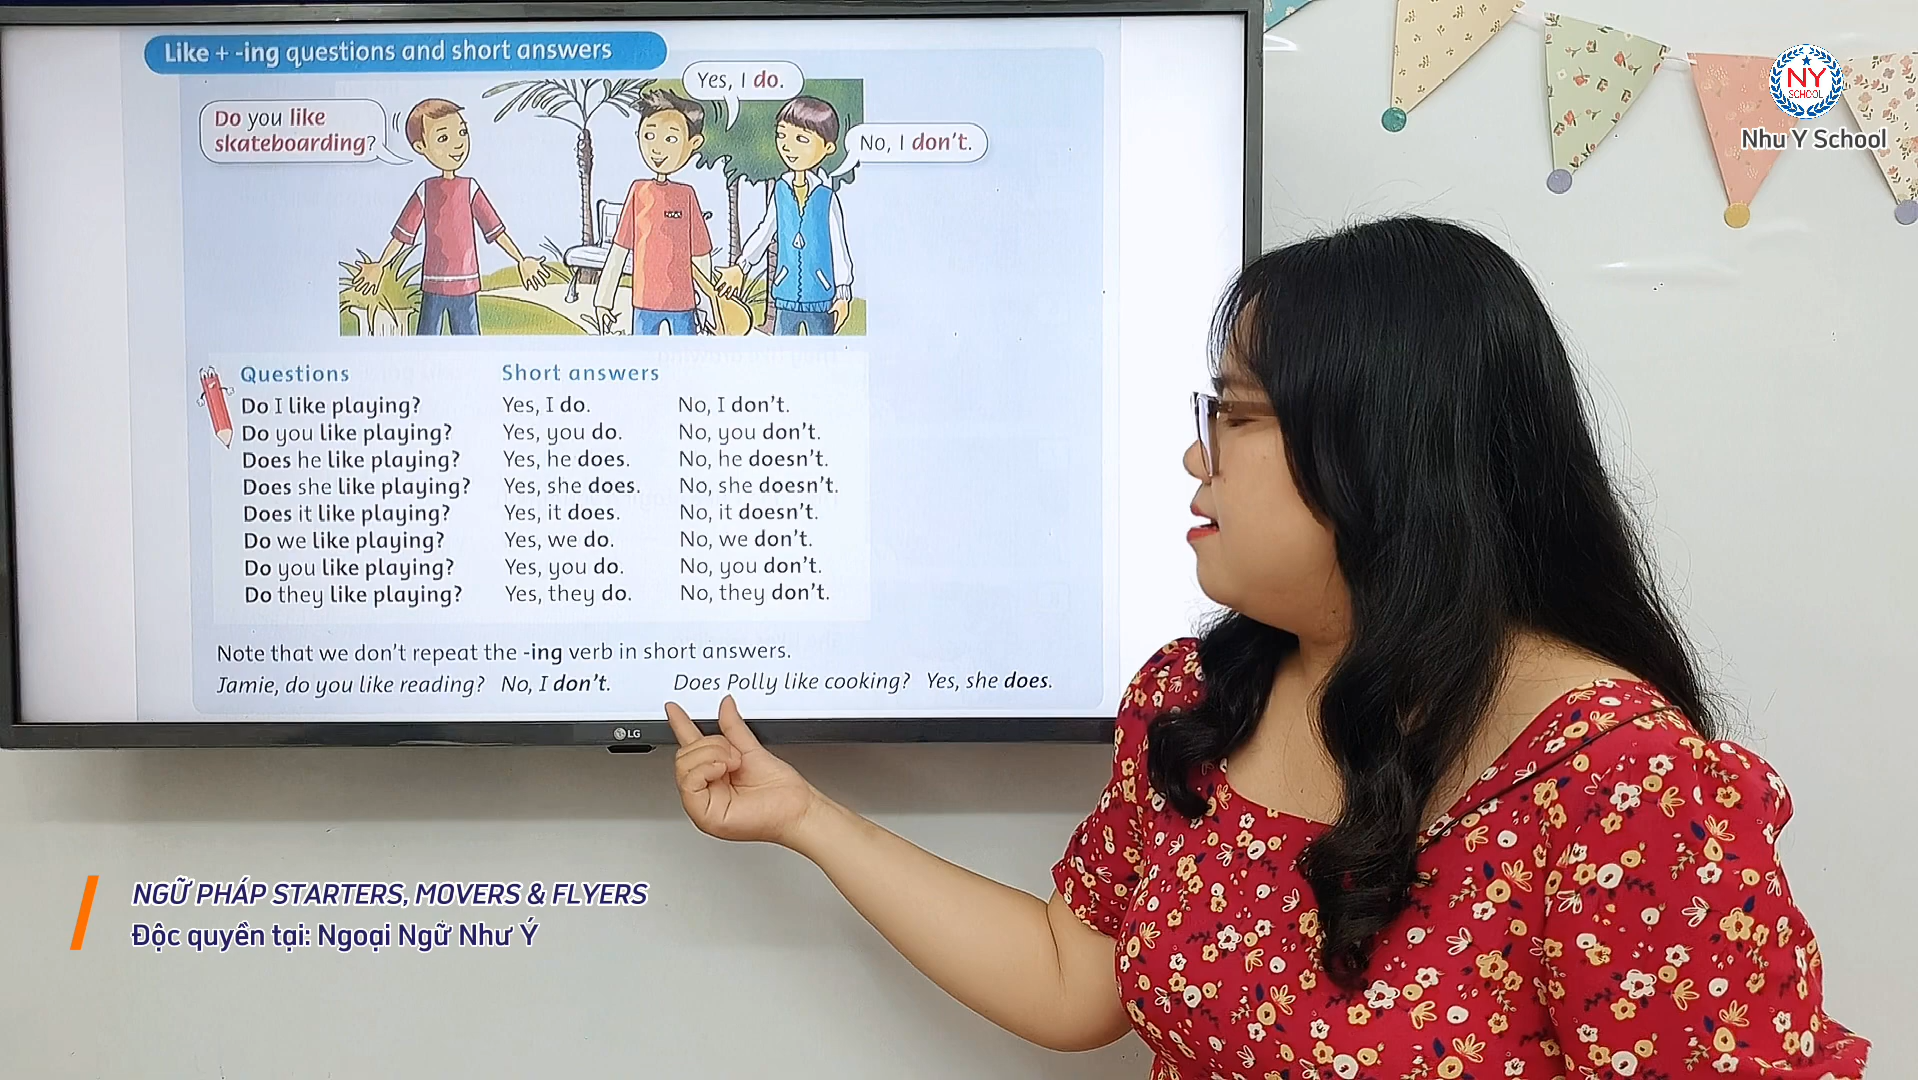 Like + -ing questions and short answers
Do you like
skateboarding?
Yes, I do.
No, I don't.
Questions Short answers
Do I like playing? Yes, I do. No, I don't.
Do you like playing? Yes, you do. No, you don't.
Does he like playing? Yes, he does. No, he doesn't.
Does she like playing? Yes, she does. No, she doesn't.
Does it like playing? Yes, it does. No, it doesn't.
Do we like playing? Yes, we do. No, we don't.
Do you like playing? Yes, you do. No, you don't.
Do they like playing? Yes, they do. No, they don't.
Note that we don't repeat the -ing verb in short answers.
Jamie, do you like reading? No, I don't. Does Polly like cooking? Yes, she does.
LG
NY
SCHOOL
Nhu Y School
NGỮ PHÁP STARTERS, MOVERS & FLYERS
Độc quyền tại: Ngoại Ngữ Như Ý